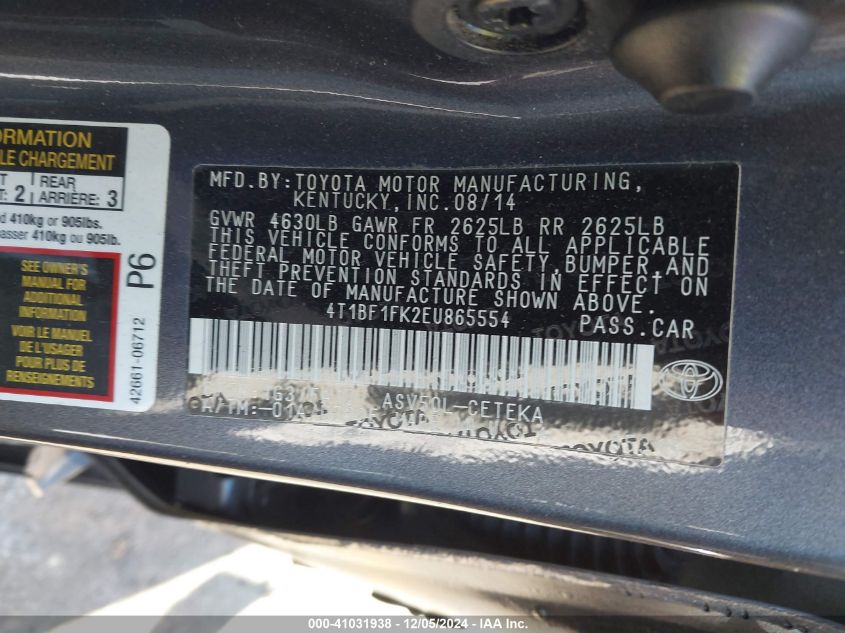 ORMATION
LE CHARGEMENT
2
REAR
ARRIÈRE: 3
d 410kg or 905lbs.
asser 410kg ou 905lb.
SEE OWNER'S
MANUAL FOR
ADDITIONAL
INFORMATION
VOIR LE MANUEL
DE L'USAGER
POUR PLUS DE
RENSEIGNEMENTS
P6
42661-06712
MFD.BY:TOYOTA MOTOR MANUFACTURING,
KENTUCKY,INC.08/14
GVWR 4630LB GAWR FR 2625LB RR 2625LB
THIS VEHICLE CONFORMS TO ALL APPLICABLE
FEDERAL MOTOR VEHICLE SAFETY,BUMPER,AND
THEFT PREVENTION STANDARDS IN EFFECT ON
THE DATE OF MANUFACTURE SHOWN ABOVE.
4T1BF1FK2EU865554 PASS.CAR
ASV50L-CETEKA
TOYOTA
000-41031938 - 12/05/2024 - IAA Inc.